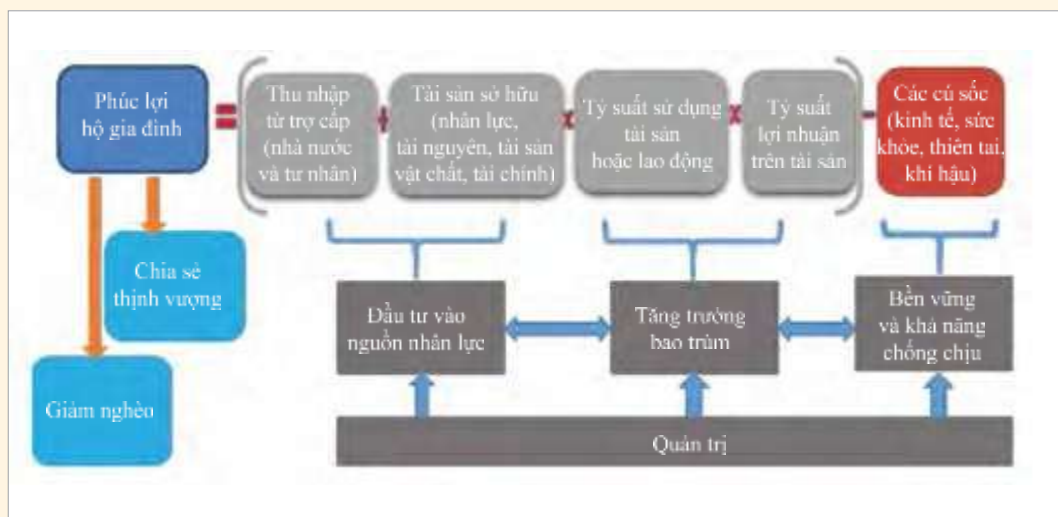 Phúc lợi
hộ gia đình
=
Thu nhập
từ trợ cấp
(nhà nước
và tư nhân)
+
Tài sản sở hữu
(nhân lực,
tài nguyên, tài sản
vật chất, tài chính)
x
Tỷ suất sử dụng
tài sản
hoặc lao động
x
Tỷ suất
lợi nhuận
trên tài sản
-
Các cú sốc
(kinh tế, sức
khỏe, thiên tai,
khí hậu)
Chia sẻ
thịnh vượng
Giảm nghèo
Đầu tư vào
nguồn nhân lực
Tăng trưởng
bao trùm
Bền vững
và khả năng
chống chịu
Quản trị